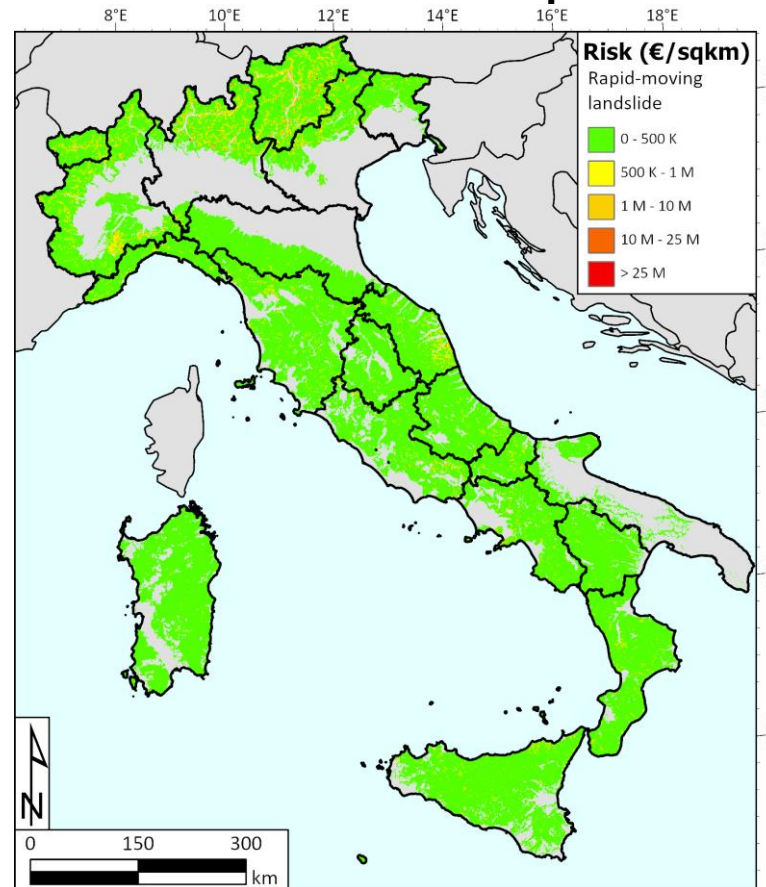 8°E 10°E 12°E 14°E 16°E 18°E
Risk (€/sqkm)
Rapid-moving
landslide
0 - 500 K
500 K - 1 M
1 M - 10 M
10 M - 25 M
> 25 M
N
0 150 300
km